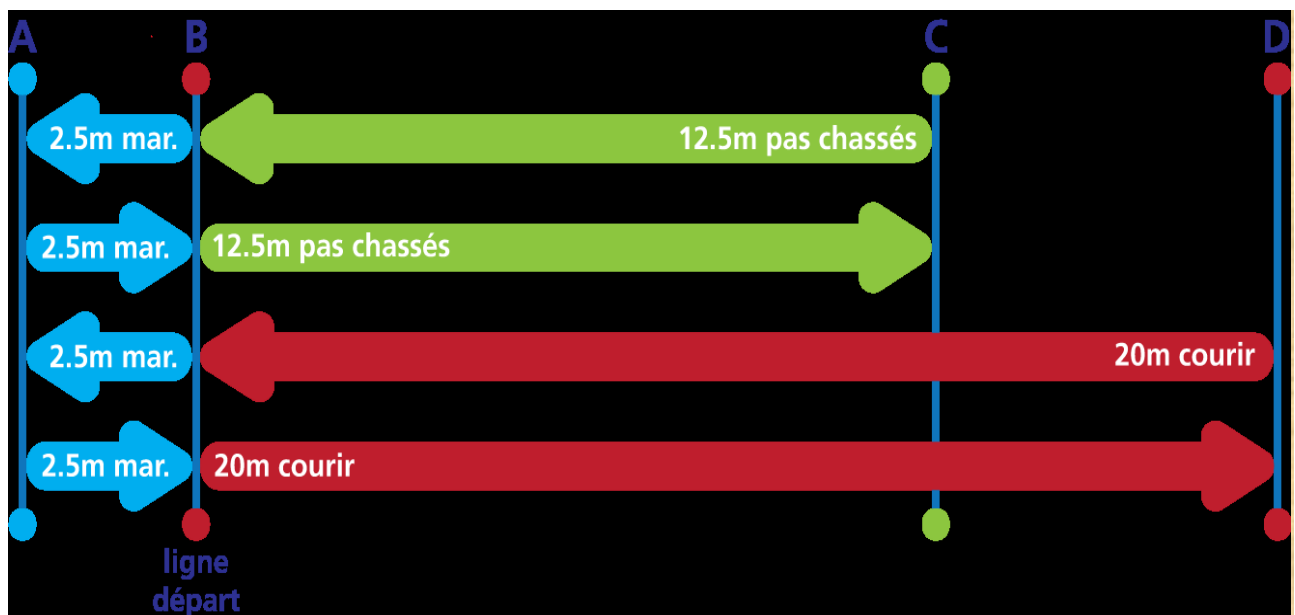 A B C D
2.5m mar. 12.5m pas chassés
2.5m mar. 12.5m pas chassés
2.5m mar. 20m courir
2.5m mar. 20m courir
ligne
départ